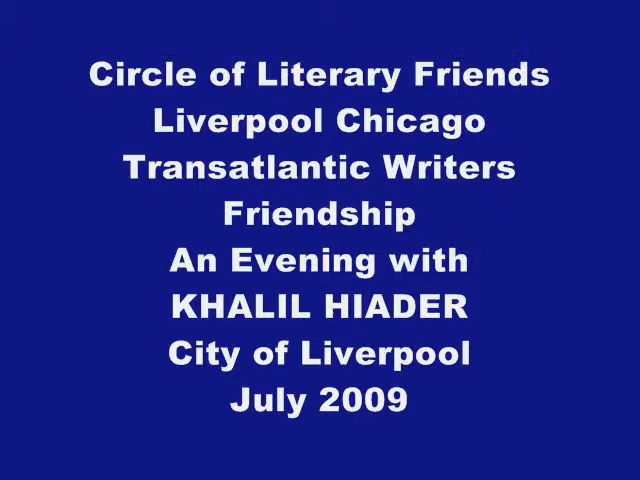 Circle of Literary Friends
Liverpool Chicago
Transatlantic Writers
Friendship
An Evening with
KHALIL HIADER
City of Liverpool
July 2009